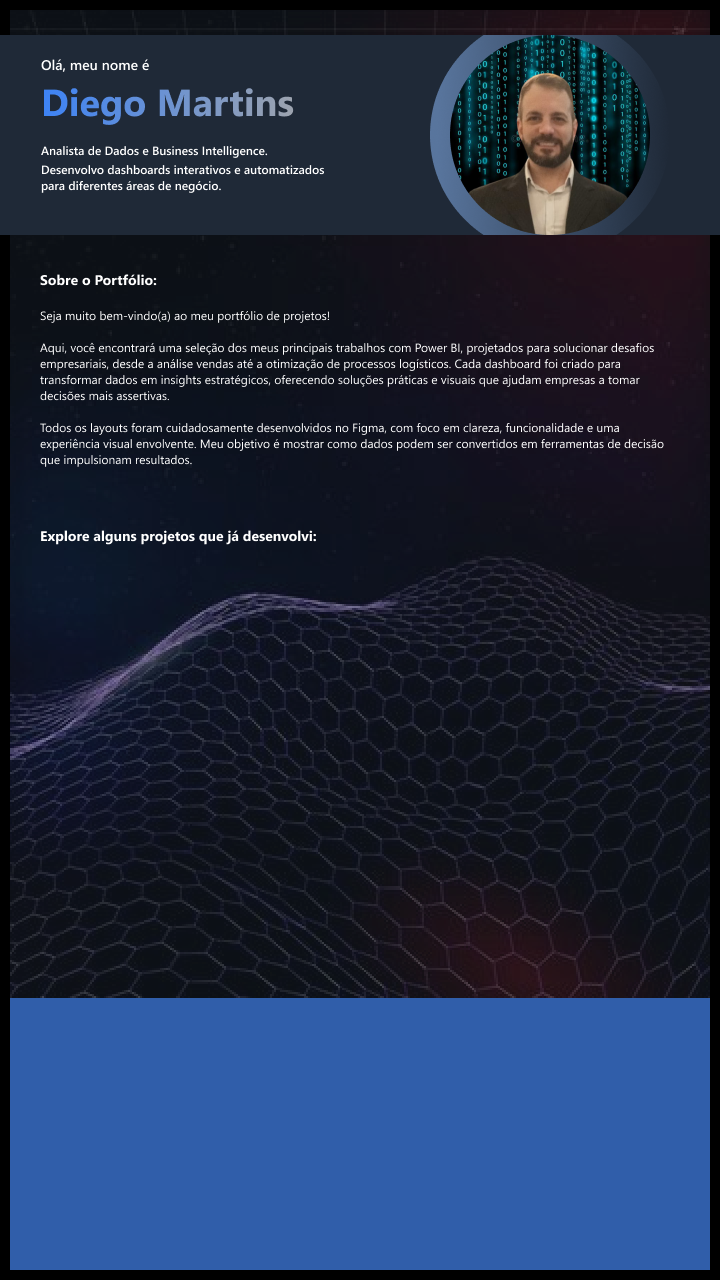 Olá, meu nome é
Diego Martins
Analista de Dados e Business Intelligence.
Desenvolvo dashboards interativos e automatizados
para diferentes áreas de negócio.
Sobre o Portfólio:
Seja muito bem-vindo(a) ao meu portfólio de projetos!
Aqui, você encontrará uma seleção dos meus principais trabalhos com Power BI, projetados para solucionar desafios
empresariais, desde a análise vendas até a otimização de processos logísticos. Cada dashboard foi criado para
transformar dados em insights estratégicos, oferecendo soluções práticas e visuais que ajudam empresas a tomar
decisões mais assertivas.
Todos os layouts foram cuidadosamente desenvolvidos no Figma, com foco em clareza, funcionalidade e uma
experiência visual envolvente. Meu objetivo é mostrar como dados podem ser convertidos em ferramentas de decisão
que impulsionam resultados.
Explore alguns projetos que já desenvolvi: